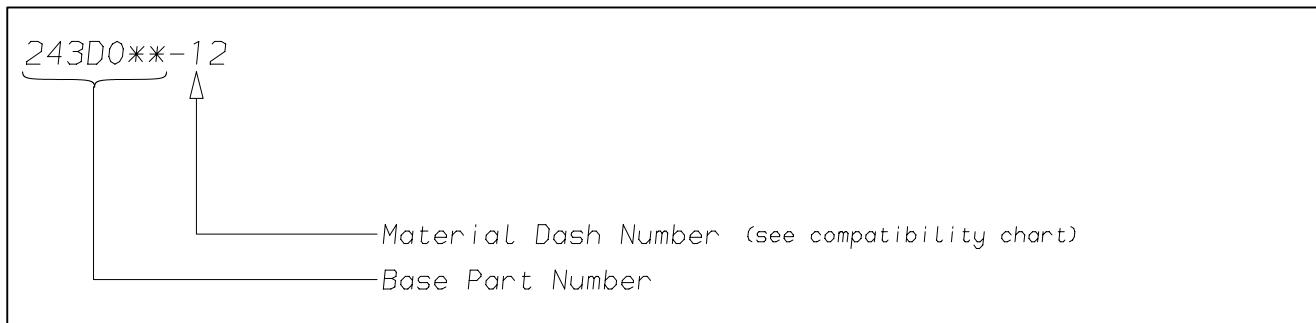 243D0**-12
Material Dash Number (see compatibility chart)
Base Part Number